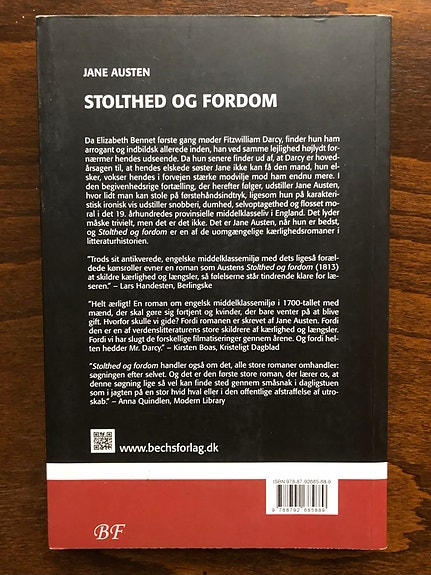 JANE AUSTEN
STOLTHED OG FORDOM
Da Elizabeth Bennet første gang møder Fitzwilliam Darcy, finder hun ham
arrogant og indbildsk allerede inden, han ved samme lejlighed højlydt for-
nærmer hendes udseende. Da hun senere finder ud af, at Darcy er hoved-
årsagen til, at hendes elskede søster Jane ikke kan få den mand, hun el-
sker, vokser hendes i forvejen stærke modvilje mod ham endnu mere. I
den begivenhedsrige fortælling, der herefter følger, udstiller Jane Austen,
hvor lidt man kan stole på førstehåndsindtryk, ligesom hun på karakteri-
stisk ironisk vis udstiller snobberi, dumhed, selvoptagethed og flosset mo-
ral i det 19. århundredes provinsielle middelklasseliv i England. Det lyder
måske trivielt, men det er det ikke. Det er Jane Austen, når hun er bedst,
og Stolthed og fordom er en af de uomgængelige kærlighedsromaner i
litteraturhistorien.
"Trods sit antikverede, engelske middelklassemiljø med dets ligeså foræl-
dede kønsroller evner en roman som Austens Stolthed og fordom (1813)
at skildre kærlighed og længsler, så følelserne står tindrende klare for læ-
seren." – Lars Handesten, Berlingske
"Helt ærligt! En roman om engelsk middelklassemiljø i 1700-tallet med
mænd, der skal gøre sig fortjent og kvinder, der bare venter på at blive
gift. Hvorfor skulle vi gide? Fordi romanen er skrevet af Jane Austen. Fordi
den er en af verdenslitteraturens store skildrere af kærlighed og længsler.
Fordi vi har slugt de forskellige filmatiseringer gennem årene. Og fordi hel-
ten hedder Mr. Darcy." – Kirsten Boas, Kristeligt Dagblad
"Stolthed og fordom handler også om det, alle store romaner omhandler:
søgningen efter selvet. Og det er den første store roman, der lærer os, at
denne søgning lige så vel kan finde sted gennem småsnak i dagligstuen
som i jagten på en stor hvid hval eller i den offentlige afstraffelse af utro-
skab." – Anna Quindlen, Modern Library
www.bechsforlag.dk
ISBN 978-87-92685-88-9
9 788792 685889
BF